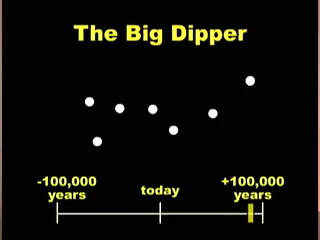 The Big Dipper
-100,000
years
today
+100,000
years